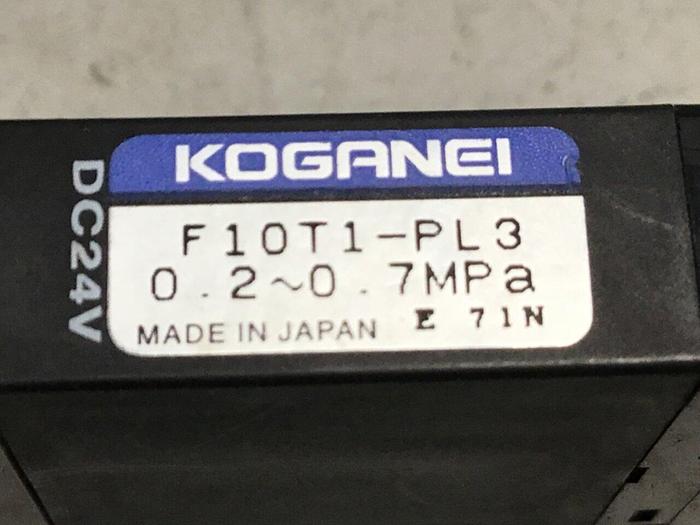 KOGANEI
DC24V
F10T1-PL3
0.2~0.7MPa
MADE IN JAPAN E 71N